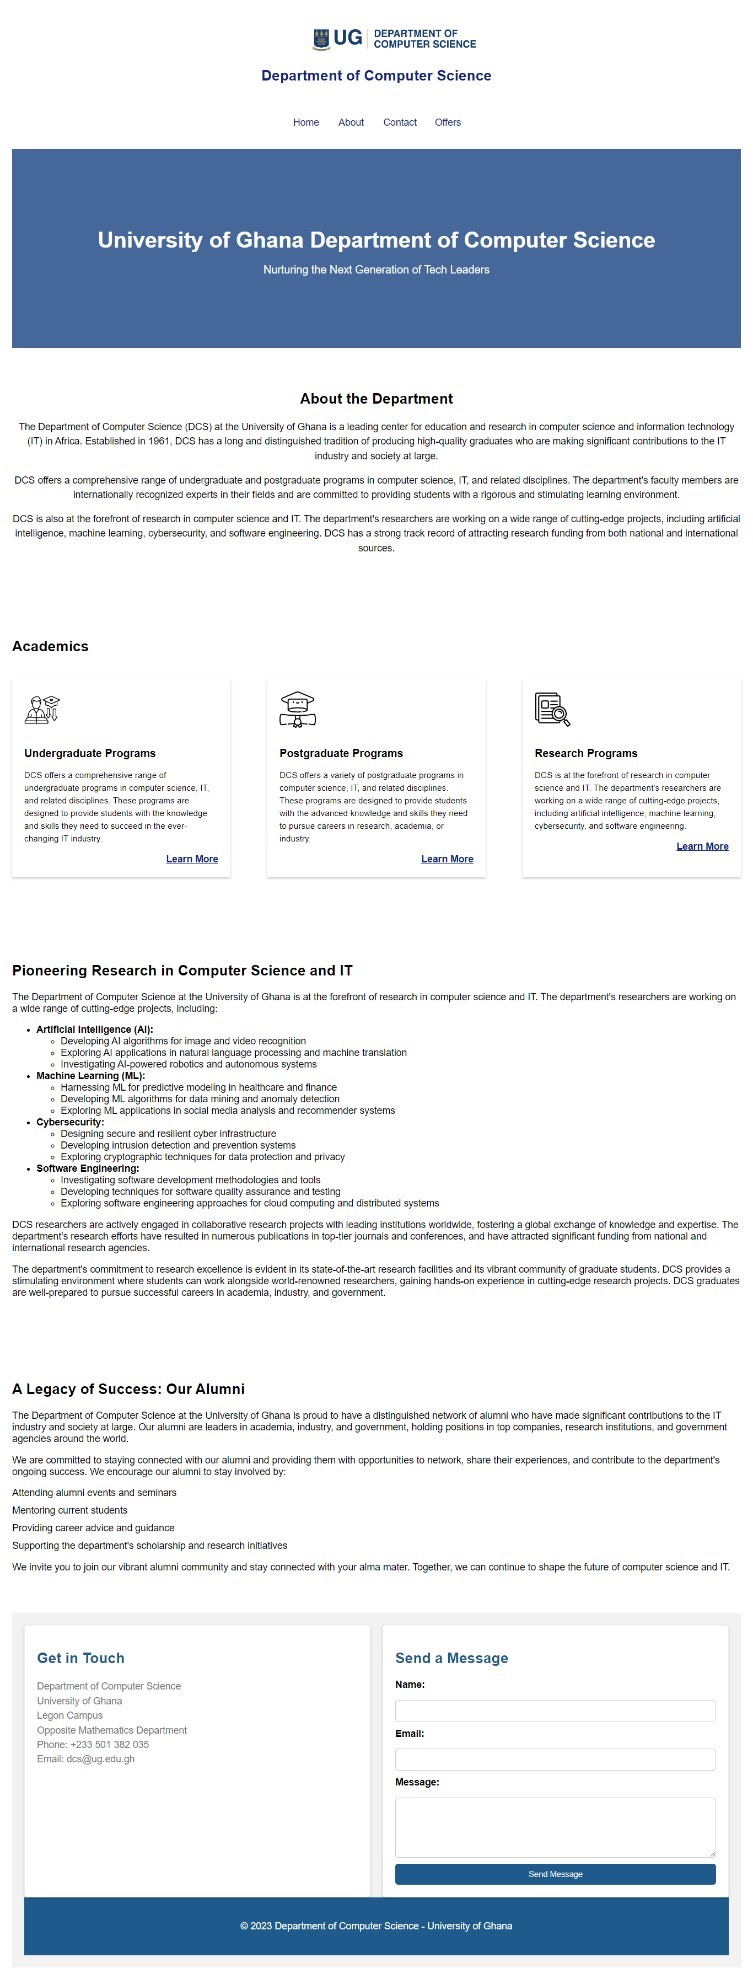 UG
DEPARTMENT OF
COMPUTER SCIENCE
Department of Computer Science
Home About Contact Offers
University of Ghana Department of Computer Science
Nurturing the Next Generation of Tech Leaders
About the Department
The Department of Computer Science (DCS) at the University of Ghana is a leading center for education and research in computer science and information technology
(IT) in Africa. Established in 1961, DCS has a long and distinguished tradition of producing high-quality graduates who are making significant contributions to the IT
industry and society at large.
DCS offers a comprehensive range of undergraduate and postgraduate programs in computer science, IT, and related disciplines. The department's faculty members are
internationally recognized experts in their fields and are committed to providing students with a rigorous and stimulating learning environment.
DCS is also at the forefront of research in computer science and IT. The department's researchers are working on a wide range of cutting-edge projects, including artificial
intelligence, machine learning, cybersecurity, and software engineering. DCS has a strong track record of attracting research funding from both national and international
sources.
Academics
Undergraduate Programs
DCS offers a comprehensive range of
undergraduate programs in computer science, IT,
and related disciplines. These programs are
designed to provide students with the knowledge
and skills they need to succeed in the ever-
changing IT industry.
Learn More
Postgraduate Programs
DCS offers a variety of postgraduate programs in
computer science, IT, and related disciplines.
These programs are designed to provide students
with the advanced knowledge and skills they need
to pursue careers in research, academia, or
industry.
Learn More
Research Programs
DCS is at the forefront of research in computer
science and IT. The department's researchers are
working on a wide range of cutting-edge projects,
including artificial intelligence, machine learning,
cybersecurity, and software engineering.
Learn More
Pioneering Research in Computer Science and IT
The Department of Computer Science at the University of Ghana is at the forefront of research in computer science and IT. The department's researchers are working on
a wide range of cutting-edge projects, including:
• Artificial Intelligence (AI):
◦ Developing AI algorithms for image and video recognition
◦ Exploring AI applications in natural language processing and machine translation
◦ Investigating AI-powered robotics and autonomous systems
• Machine Learning (ML):
◦ Harnessing ML for predictive modeling in healthcare and finance
◦ Developing ML algorithms for data mining and anomaly detection
◦ Exploring ML applications in social media analysis and recommender systems
• Cybersecurity:
◦ Designing secure and resilient cyber infrastructure
◦ Developing intrusion detection and prevention systems
◦ Exploring cryptographic techniques for data protection and privacy
• Software Engineering:
◦ Investigating software development methodologies and tools
◦ Developing techniques for software quality assurance and testing
◦ Exploring software engineering approaches for cloud computing and distributed systems
DCS researchers are actively engaged in collaborative research projects with leading institutions worldwide, fostering a global exchange of knowledge and expertise. The
department's research efforts have resulted in numerous publications in top-tier journals and conferences, and have attracted significant funding from national and
international research agencies.
The department's commitment to research excellence is evident in its state-of-the-art research facilities and its vibrant community of graduate students. DCS provides a
stimulating environment where students can work alongside world-renowned researchers, gaining hands-on experience in cutting-edge research projects. DCS graduates
are well-prepared to pursue successful careers in academia, industry, and government.
A Legacy of Success: Our Alumni
The Department of Computer Science at the University of Ghana is proud to have a distinguished network of alumni who have made significant contributions to the IT
industry and society at large. Our alumni are leaders in academia, industry, and government, holding positions in top companies, research institutions, and government
agencies around the world.
We are committed to staying connected with our alumni and providing them with opportunities to network, share their experiences, and contribute to the department's
ongoing success. We encourage our alumni to stay involved by:
Attending alumni events and seminars
Mentoring current students
Providing career advice and guidance
Supporting the department's scholarship and research initiatives
We invite you to join our vibrant alumni community and stay connected with your alma mater. Together, we can continue to shape the future of computer science and IT.
Get in Touch
Department of Computer Science
University of Ghana
Legon Campus
Opposite Mathematics Department
Phone: +233 501 382 035
Email: dcs@ug.edu.gh
Send a Message
Name:
Email:
Message:
Send Message
© 2023 Department of Computer Science - University of Ghana